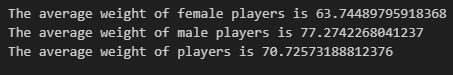 The average weight of female players is 63.74489795918368
The average weight of male players is 77.2742268041237
The average weight of players is 70.72573188812376